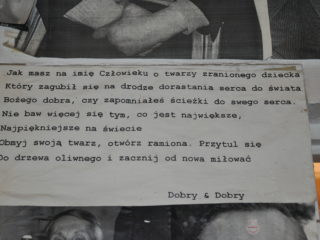 Jak masz na imię Człowieku o twarzy zranionego dziecka
Który zagubił się na drodze dorastania serca do świata
Bożego dobra, czy zapomniałeś ścieżki do swego serca.
Nie baw więcej się tym, co jest największe,
Najpiękniejsze na świecie
Obmyj swoją twarz, otwórz ramiona. Przytul się
Do drzewa oliwnego i zacznij od nowa miłować
Dobry & Dobry